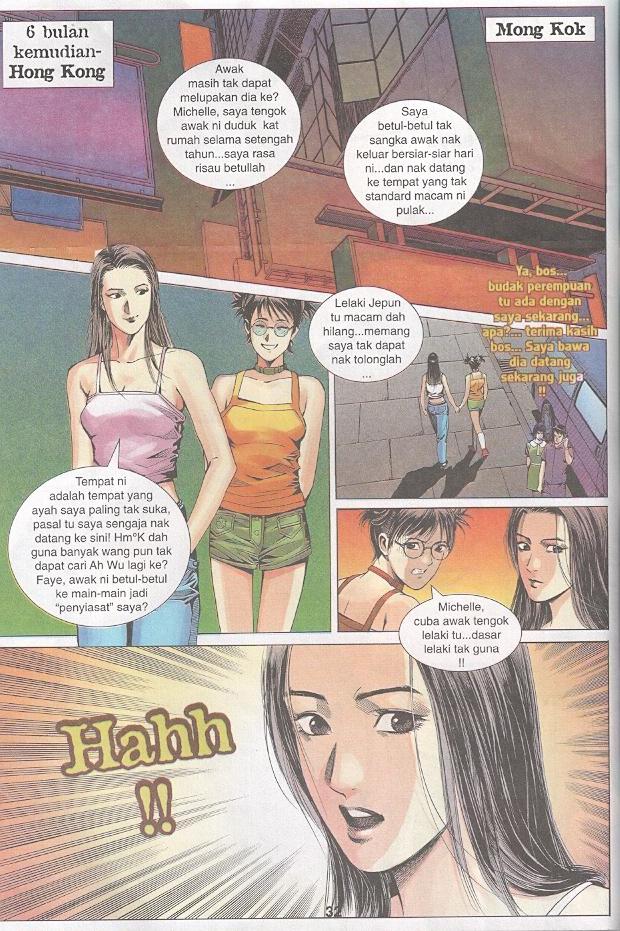 6 bulan
kemudian-
Hong Kong
Mong Kok
Awak
masih tak dapat
melupakan dia ke?
Michelle, saya tengok
awak ni duduk kat
rumah selama setengah
tahun...saya rasa
risau betullah
...
Saya
betul-betul tak
sangka awak nak
keluar bersiar-siar hari
ni...dan nak datang
ke tempat yang tak
standard macam ni
pulak...
Tempat ni
adalah tempat yang
ayah saya paling tak suka,
pasal tu saya sengaja nak
datang ke sini! Hm°K dah
guna banyak wang pun tak
dapat cari Ah Wu lagi ke?
Faye, awak ni betul-betul
ke main-main jadi
“penyiasat” saya?
Lelaki Jepun
tu macam dah
hilang...memang
saya tak dapat
nak tolonglah
...
Ya, bos...
budak perempuan
tu ada dengan
saya sekarang...
apa?... terima kasih
bos... Saya bawa
dia datang
sekarang juga
!!
Michelle,
cuba awak tengok
lelaki tu...dasar
lelaki tak guna
!!
Hahh
!!